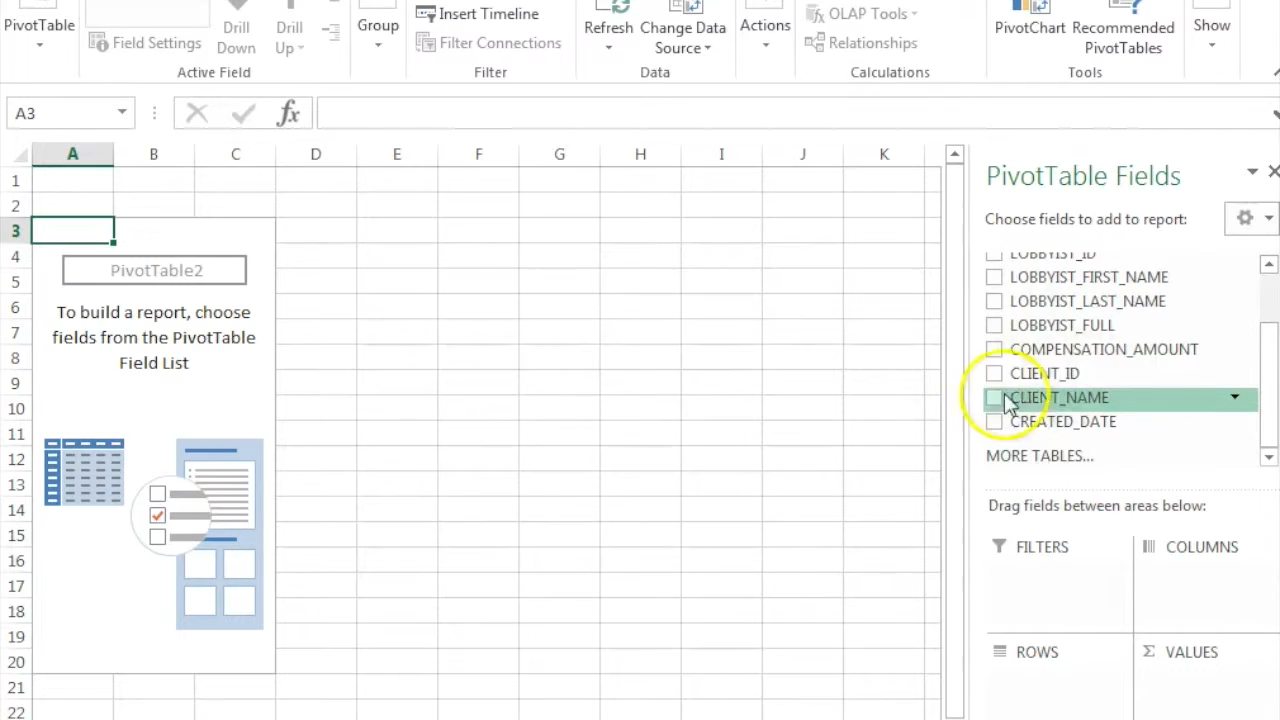 PivotTable
Field Settings
Drill
Down
Drill
Up
Active Field
Group
Insert Timeline
Filter Connections
Filter
Refresh
Change Data
Source
Data
Actions
OLAP Tools
Relationships
Calculations
PivotChart
Recommended
PivotTables
Tools
Show
A3
fx
A B C D E F G H I J K
1
2
3
4
5
6
7
8
9
10
11
12
13
14
15
16
17
18
19
20
21
22
PivotTable2
To build a report, choose
fields from the PivotTable
Field List
PivotTable Fields
Choose fields to add to report:
LOBBYIST_ID
LOBBYIST_FIRST_NAME
LOBBYIST_LAST_NAME
LOBBYIST_FULL
COMPENSATION_AMOUNT
CLIENT_ID
CLIENT_NAME
CREATED_DATE
MORE TABLES...
Drag fields between areas below:
FILTERS
COLUMNS
ROWS
Σ VALUES